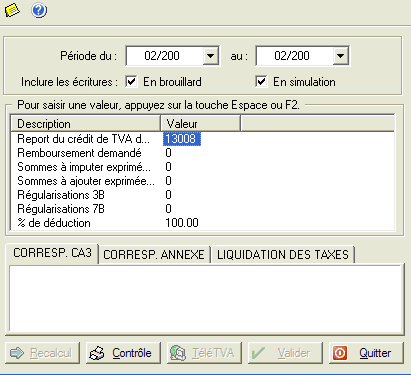 Période du : 02/200 au : 02/200
Inclure les écritures : En brouillard En simulation
Pour saisir une valeur, appuyez sur la touche Espace ou F2.
Description Valeur
Report du crédit de TVA d... 13008
Remboursement demandé 0
Sommes à imputer exprimé... 0
Sommes à ajouter exprimée... 0
Régularisations 3B 0
Régularisations 7B 0
% de déduction 100.00
CORRESP. CA3 CORRESP. ANNEXE LIQUIDATION DES TAXES
Recalcul Contrôle TéléTVA Valider Quitter